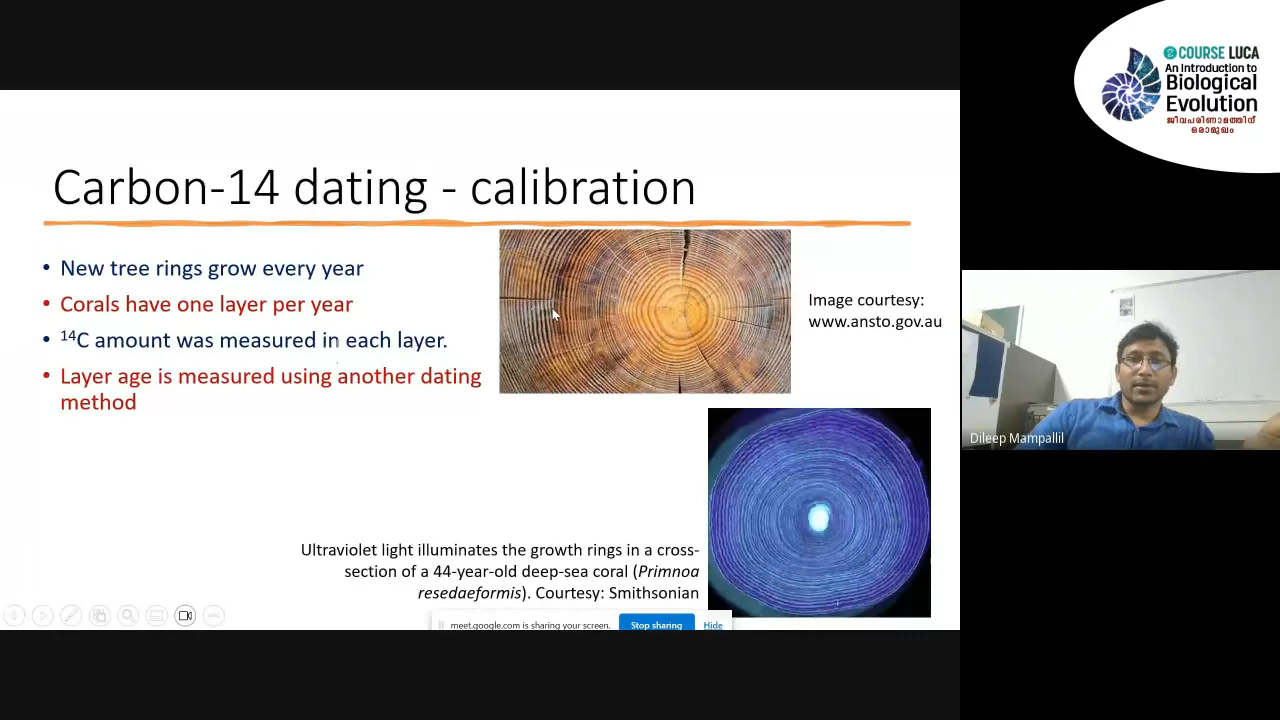 COURSE LUCA
An Introduction to
Biological
Evolution
ജീവപരിണാമത്തിന്
ഒരാമുഖം
Carbon-14 dating - calibration
• New tree rings grow every year
• Corals have one layer per year
• ¹⁴C amount was measured in each layer.
• Layer age is measured using another dating
method
Image courtesy:
www.ansto.gov.au
Dileep Mampallil
Ultraviolet light illuminates the growth rings in a cross-
section of a 44-year-old deep-sea coral (Primnoa
resedaeformis). Courtesy: Smithsonian
meet.google.com is sharing your screen.
Stop sharing
Hide